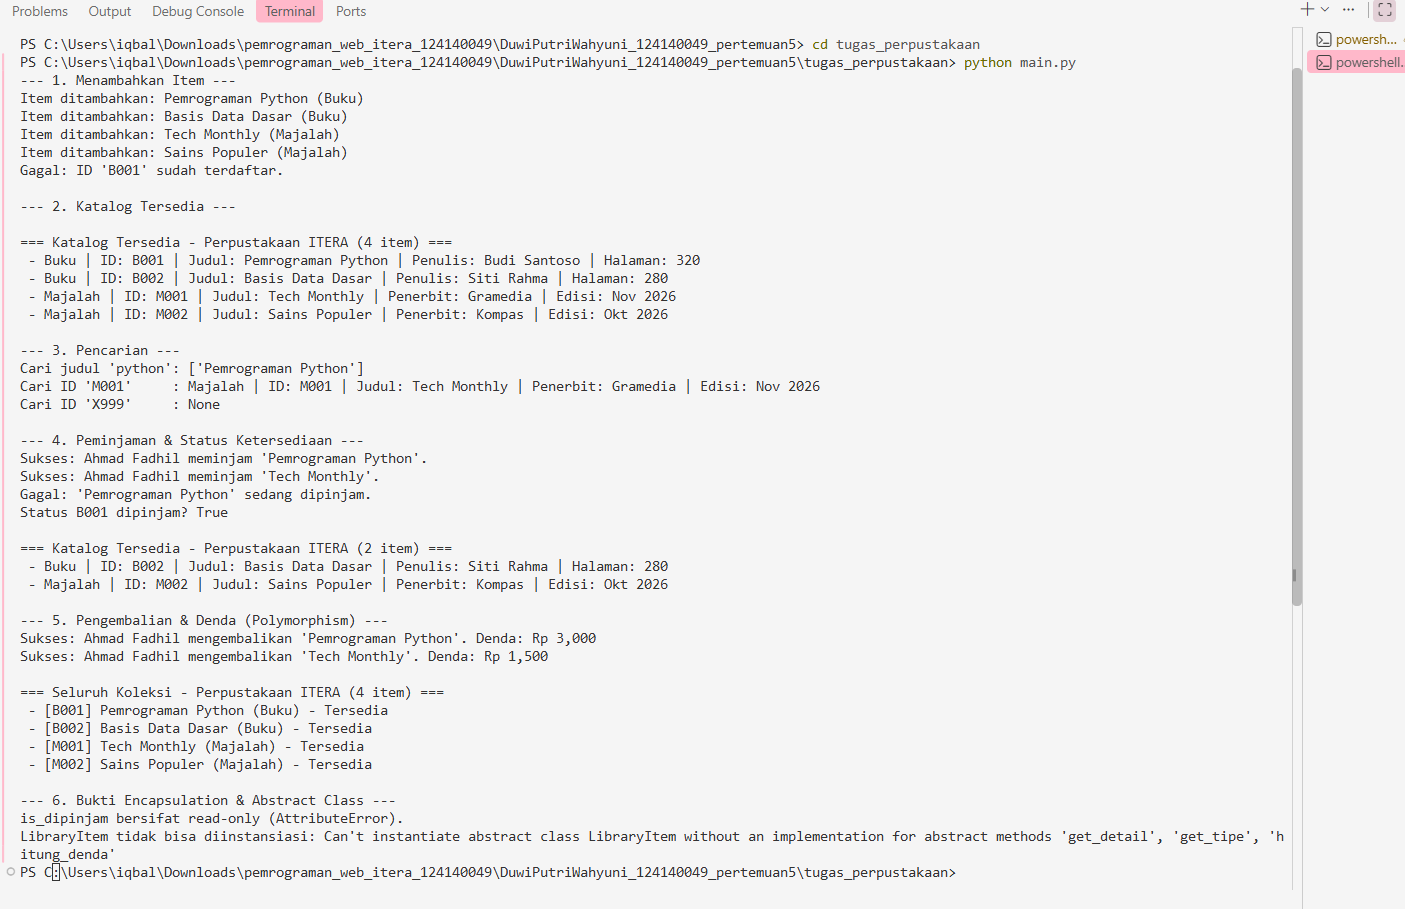 Problems Output Debug Console Terminal Ports
powersh...
powershell.
PS C:\Users\iqbal\Downloads\pemrograman_web_itera_124140049\DuwiPutriWahyuni_124140049_pertemuan5> cd tugas_perpustakaan
PS C:\Users\iqbal\Downloads\pemrograman_web_itera_124140049\DuwiPutriWahyuni_124140049_pertemuan5\tugas_perpustakaan> python main.py
--- 1. Menambahkan Item ---
Item ditambahkan: Pemrograman Python (Buku)
Item ditambahkan: Basis Data Dasar (Buku)
Item ditambahkan: Tech Monthly (Majalah)
Item ditambahkan: Sains Populer (Majalah)
Gagal: ID 'B001' sudah terdaftar.
--- 2. Katalog Tersedia ---
=== Katalog Tersedia - Perpustakaan ITERA (4 item) ===
- Buku | ID: B001 | Judul: Pemrograman Python | Penulis: Budi Santoso | Halaman: 320
- Buku | ID: B002 | Judul: Basis Data Dasar | Penulis: Siti Rahma | Halaman: 280
- Majalah | ID: M001 | Judul: Tech Monthly | Penerbit: Gramedia | Edisi: Nov 2026
- Majalah | ID: M002 | Judul: Sains Populer | Penerbit: Kompas | Edisi: Okt 2026
--- 3. Pencarian ---
Cari judul 'python': ['Pemrograman Python']
Cari ID 'M001'     : Majalah | ID: M001 | Judul: Tech Monthly | Penerbit: Gramedia | Edisi: Nov 2026
Cari ID 'X999'     : None
--- 4. Peminjaman & Status Ketersediaan ---
Sukses: Ahmad Fadhil meminjam 'Pemrograman Python'.
Sukses: Ahmad Fadhil meminjam 'Tech Monthly'.
Gagal: 'Pemrograman Python' sedang dipinjam.
Status B001 dipinjam? True
=== Katalog Tersedia - Perpustakaan ITERA (2 item) ===
- Buku | ID: B002 | Judul: Basis Data Dasar | Penulis: Siti Rahma | Halaman: 280
- Majalah | ID: M002 | Judul: Sains Populer | Penerbit: Kompas | Edisi: Okt 2026
--- 5. Pengembalian & Denda (Polymorphism) ---
Sukses: Ahmad Fadhil mengembalikan 'Pemrograman Python'. Denda: Rp 3,000
Sukses: Ahmad Fadhil mengembalikan 'Tech Monthly'. Denda: Rp 1,500
=== Seluruh Koleksi - Perpustakaan ITERA (4 item) ===
- [B001] Pemrograman Python (Buku) - Tersedia
- [B002] Basis Data Dasar (Buku) - Tersedia
- [M001] Tech Monthly (Majalah) - Tersedia
- [M002] Sains Populer (Majalah) - Tersedia
--- 6. Bukti Encapsulation & Abstract Class ---
is_dipinjam bersifat read-only (AttributeError).
LibraryItem tidak bisa diinstansiasi: Can't instantiate abstract class LibraryItem without an implementation for abstract methods 'get_detail', 'get_tipe', 'h
itung_denda'
PS C:\Users\iqbal\Downloads\pemrograman_web_itera_124140049\DuwiPutriWahyuni_124140049_pertemuan5\tugas_perpustakaan>